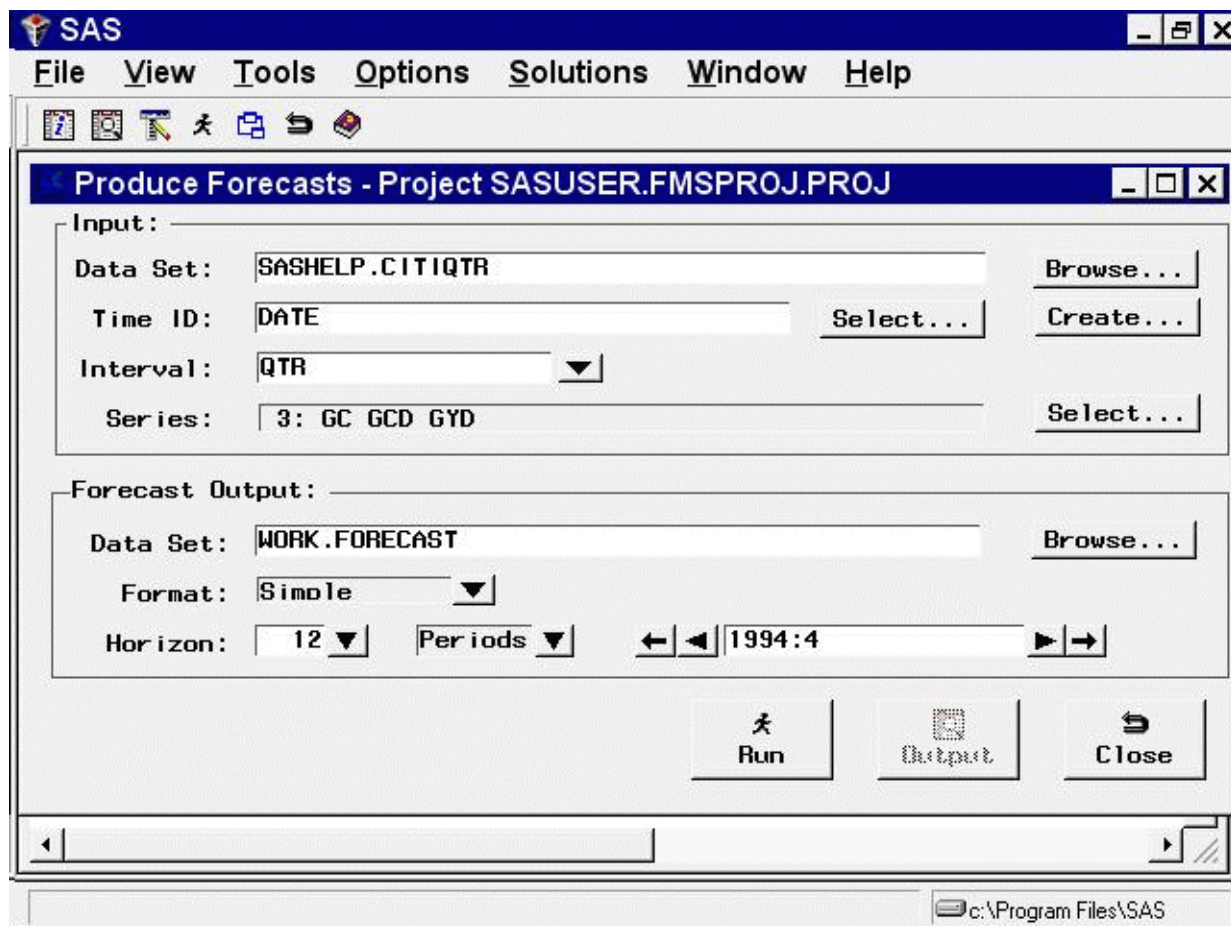 SAS
File View Tools Options Solutions Window Help
Produce Forecasts - Project SASUSER.FMSPROJ.PROJ
Input:
Data Set: SASHELP.CITIQTR Browse...
Time ID: DATE Select... Create...
Interval: QTR
Series: 3: GC GCD GYD Select...
Forecast Output:
Data Set: WORK.FORECAST Browse...
Format: Simple
Horizon: 12 Periods 1994:4
Run Output Close
c:\Program Files\SAS